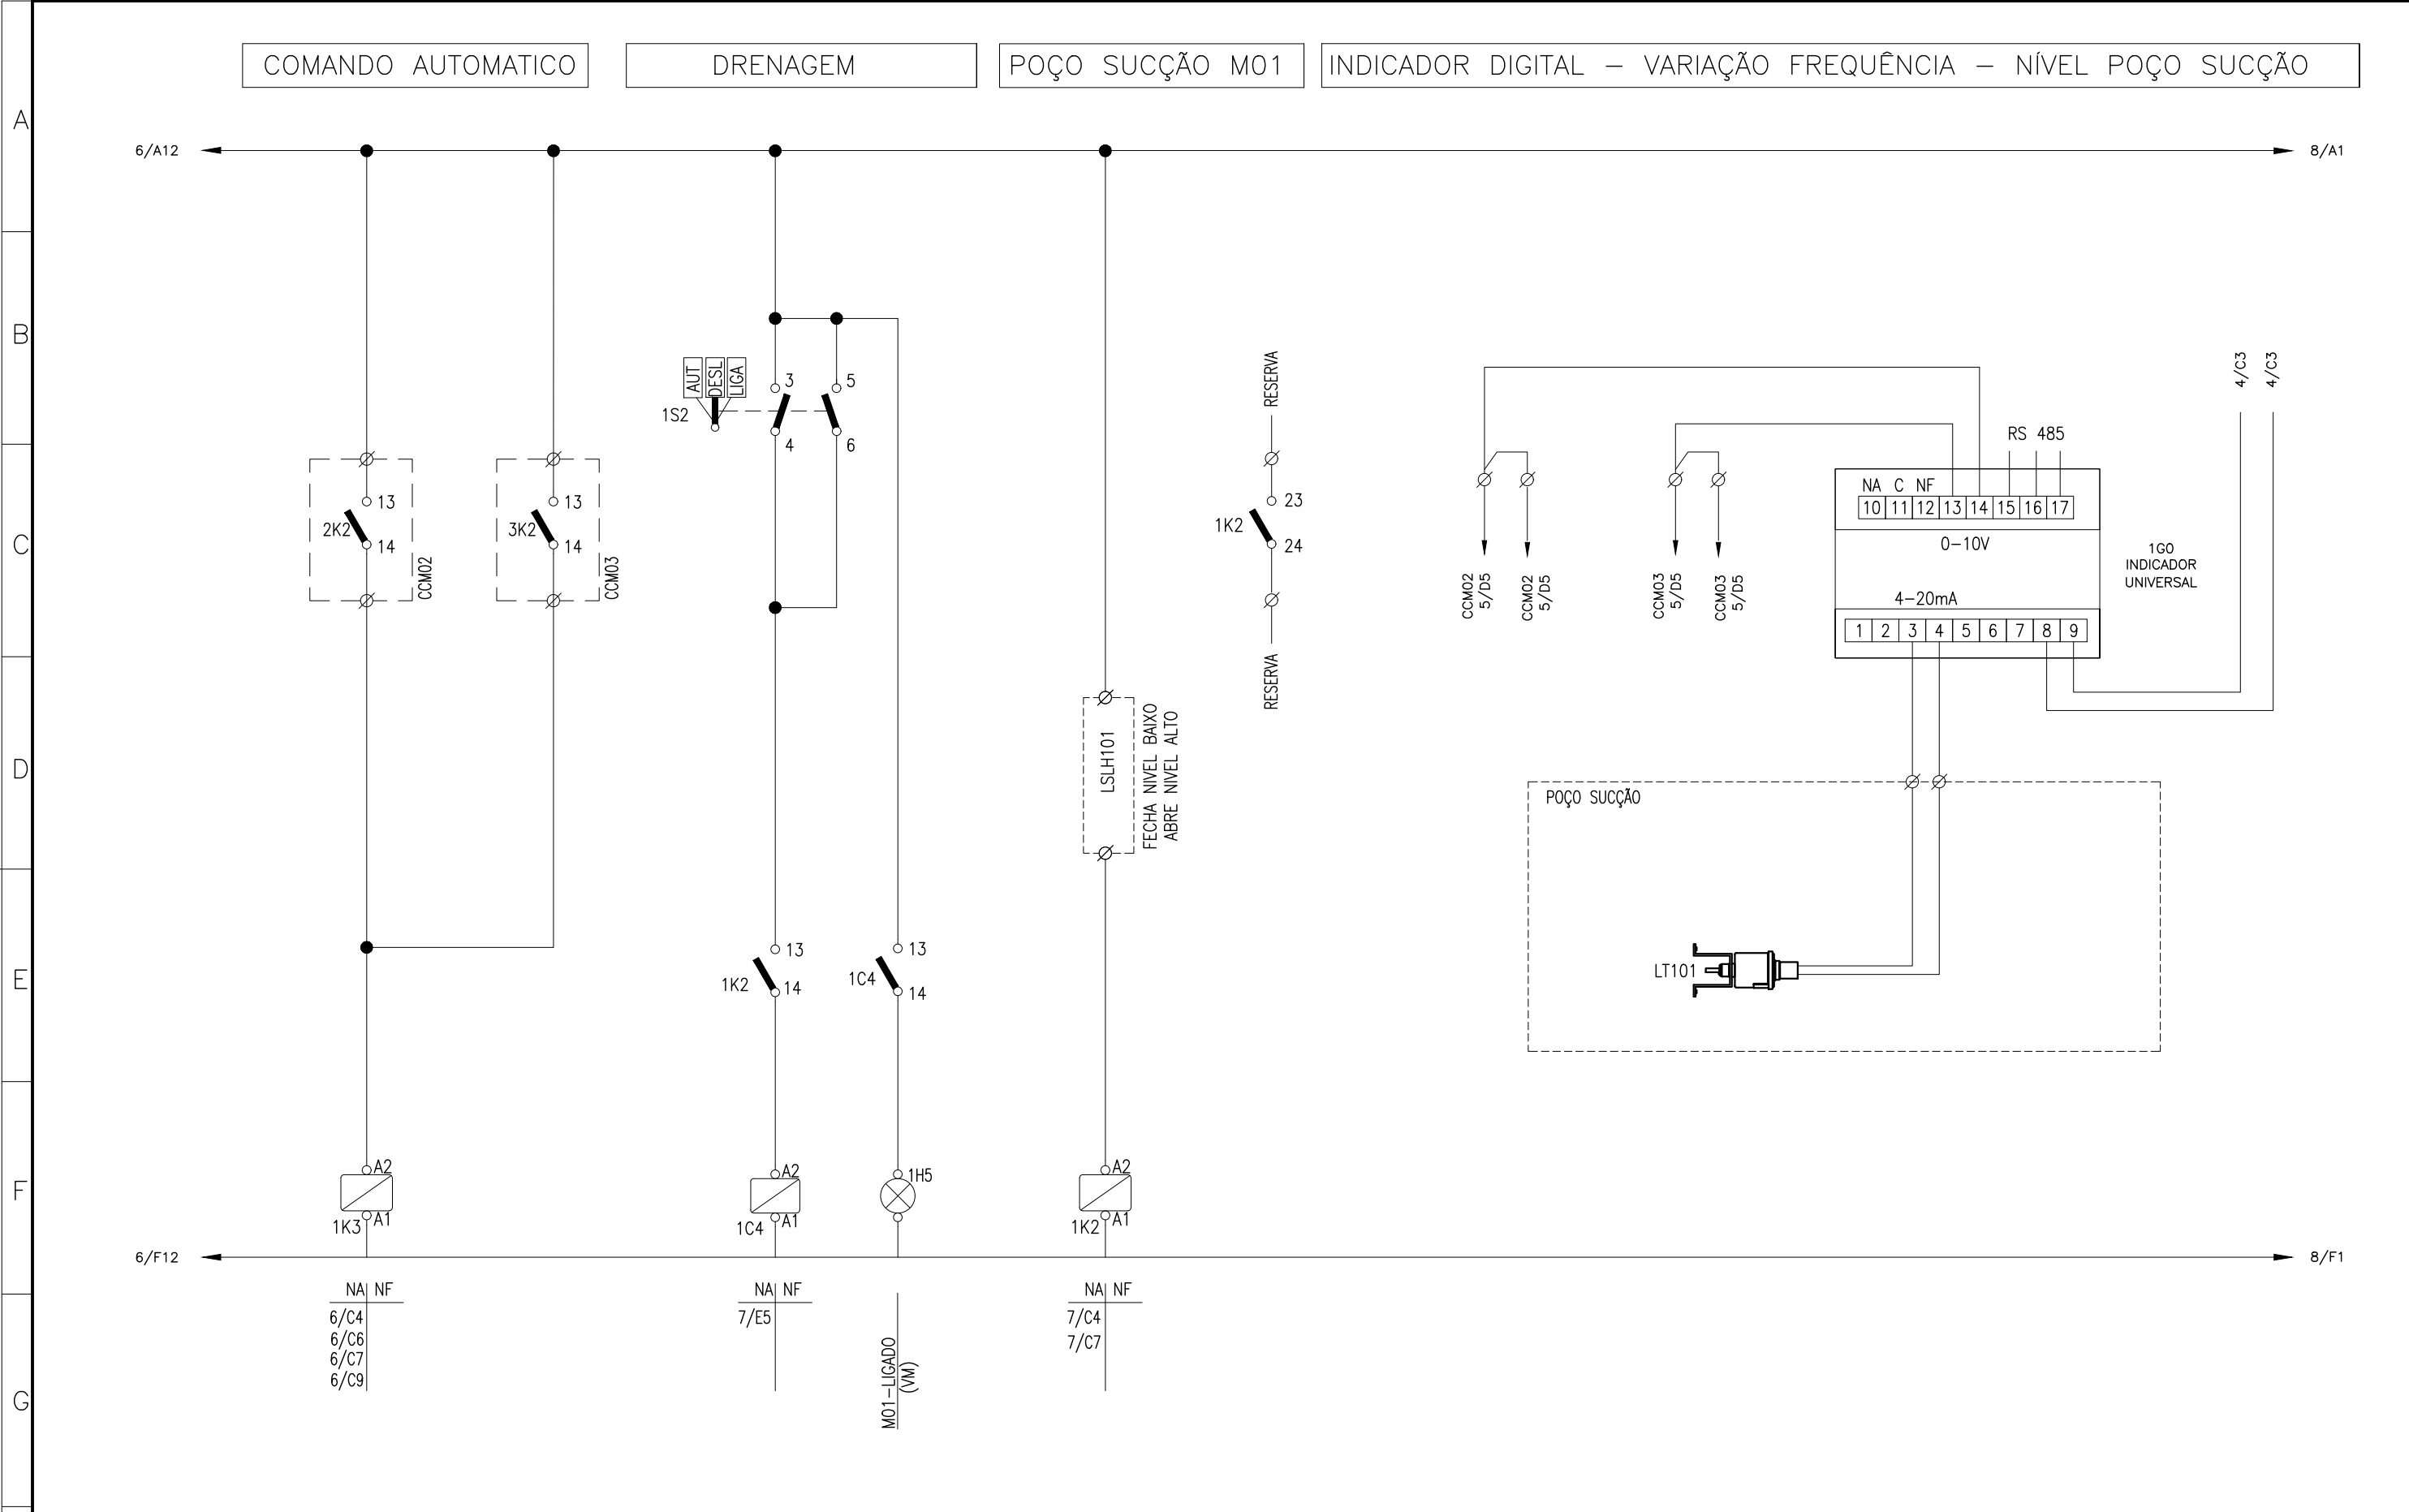 COMANDO AUTOMATICO
DRENAGEM
POÇO SUCÇÃO M01
INDICADOR DIGITAL – VARIAÇÃO FREQUÊNCIA – NÍVEL POÇO SUCÇÃO
A
6/A12
8/A1
B
AUT
DESL
LIGA
1S2
3
4
5
6
RESERVA
4/C3
4/C3
C
2K2
13
14
CCM02
3K2
13
14
CCM03
1K2
23
24
RESERVA
CCM02
5/D5
CCM02
5/D5
CCM03
5/D5
CCM03
5/D5
RS 485
NA C NF
10 11 12 13 14 15 16 17
0–10V
4–20mA
1 2 3 4 5 6 7 8 9
1G0
INDICADOR
UNIVERSAL
D
LSLH101
FECHA NIVEL BAIXO
ABRE NIVEL ALTO
POÇO SUCÇÃO
E
1K2
13
14
1C4
13
14
LT101
F
A2
1K3
A1
A2
1C4
A1
1H5
A2
1K2
A1
6/F12
8/F1
G
NA NF
6/C4
6/C6
6/C7
6/C9
NA NF
7/E5
M01–LIGADO
(VM)
NA NF
7/C4
7/C7